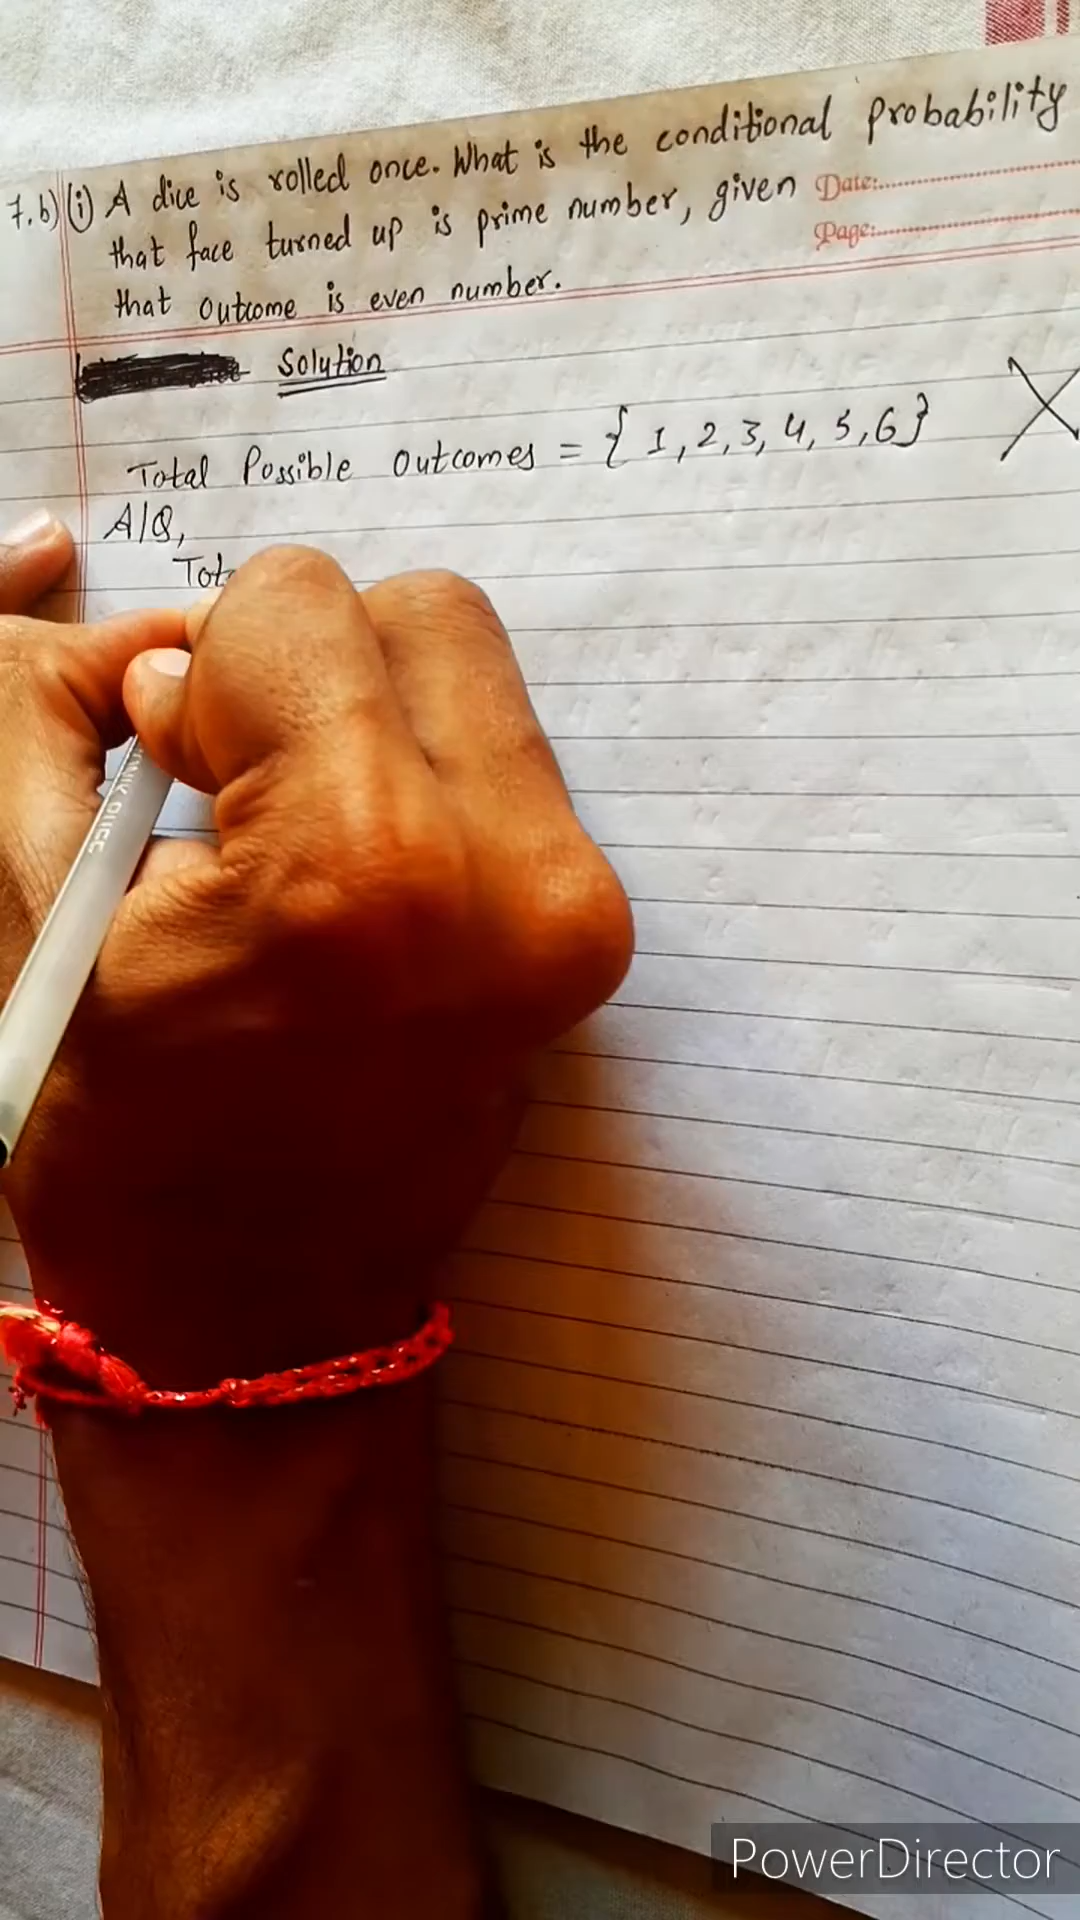 7.b) (i) A dice is rolled once. What is the conditional probability
that face turned up is prime number, given
that outcome is even number.
Date:
Page:
Solution
Total Possible Outcomes = { 1, 2, 3, 4, 5, 6 }
A/Q,
Tot
PowerDirector